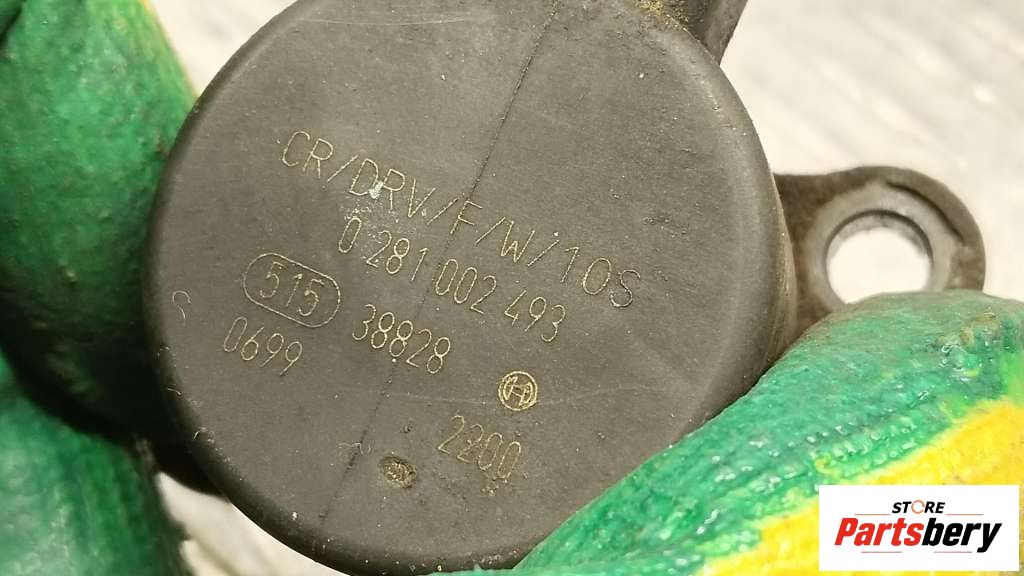 CR/DRV/F/W/10S
0 281 002 493
515 38828
0699
2200
STORE
Partsbery